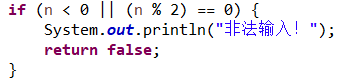 if (n < 0 || (n % 2) == 0) {
    System.out.println("非法输入！");
    return false;
}